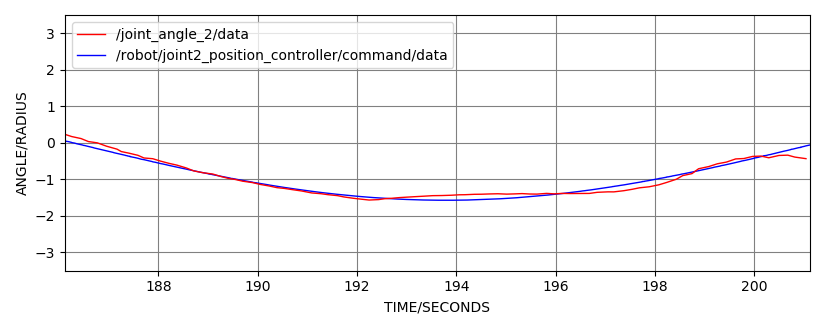 /joint_angle_2/data
/robot/joint2_position_controller/command/data
3
2
1
0
−1
−2
−3
ANGLE/RADIUS
188 190 192 194 196 198 200
TIME/SECONDS